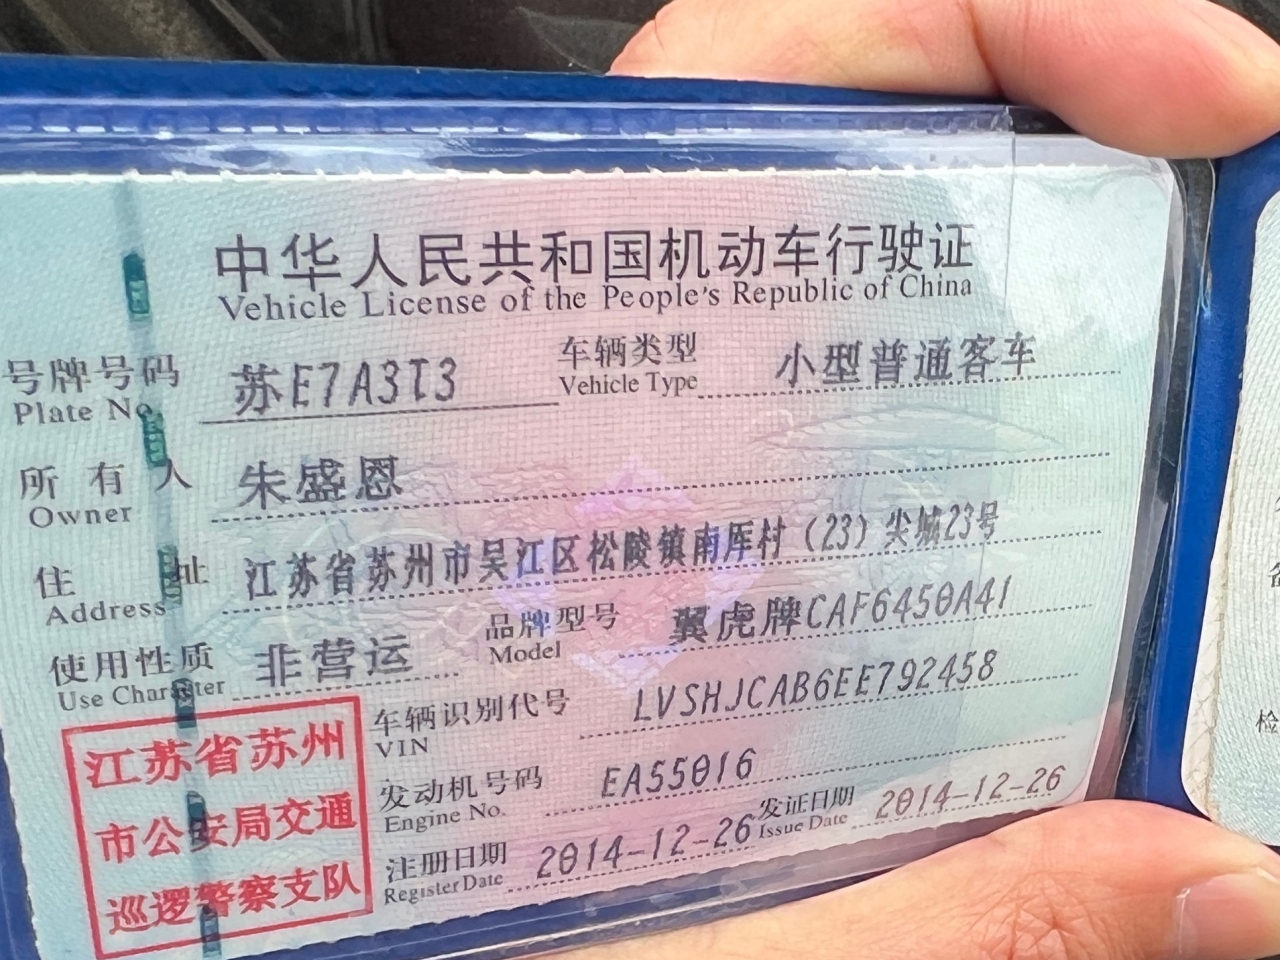 中华人民共和国机动车行驶证
Vehicle License of the People's Republic of China
号牌号码 苏E7A3T3 车辆类型 小型普通客车
Plate No. Vehicle Type
所有人 朱盛恩
Owner
住址 江苏省苏州市吴江区松陵镇南厍村（23）尖城23号
Address
使用性质 非营运 品牌型号 翼虎牌CAF6450A41
Use Character Model
车辆识别代号 LVSHJCAB6EE792458
VIN
发动机号码 EA55016
Engine No.
发证日期 2014-12-26
Issue Date
注册日期 2014-12-26
Register Date
江苏省苏州
市公安局交通
巡逻警察支队
检